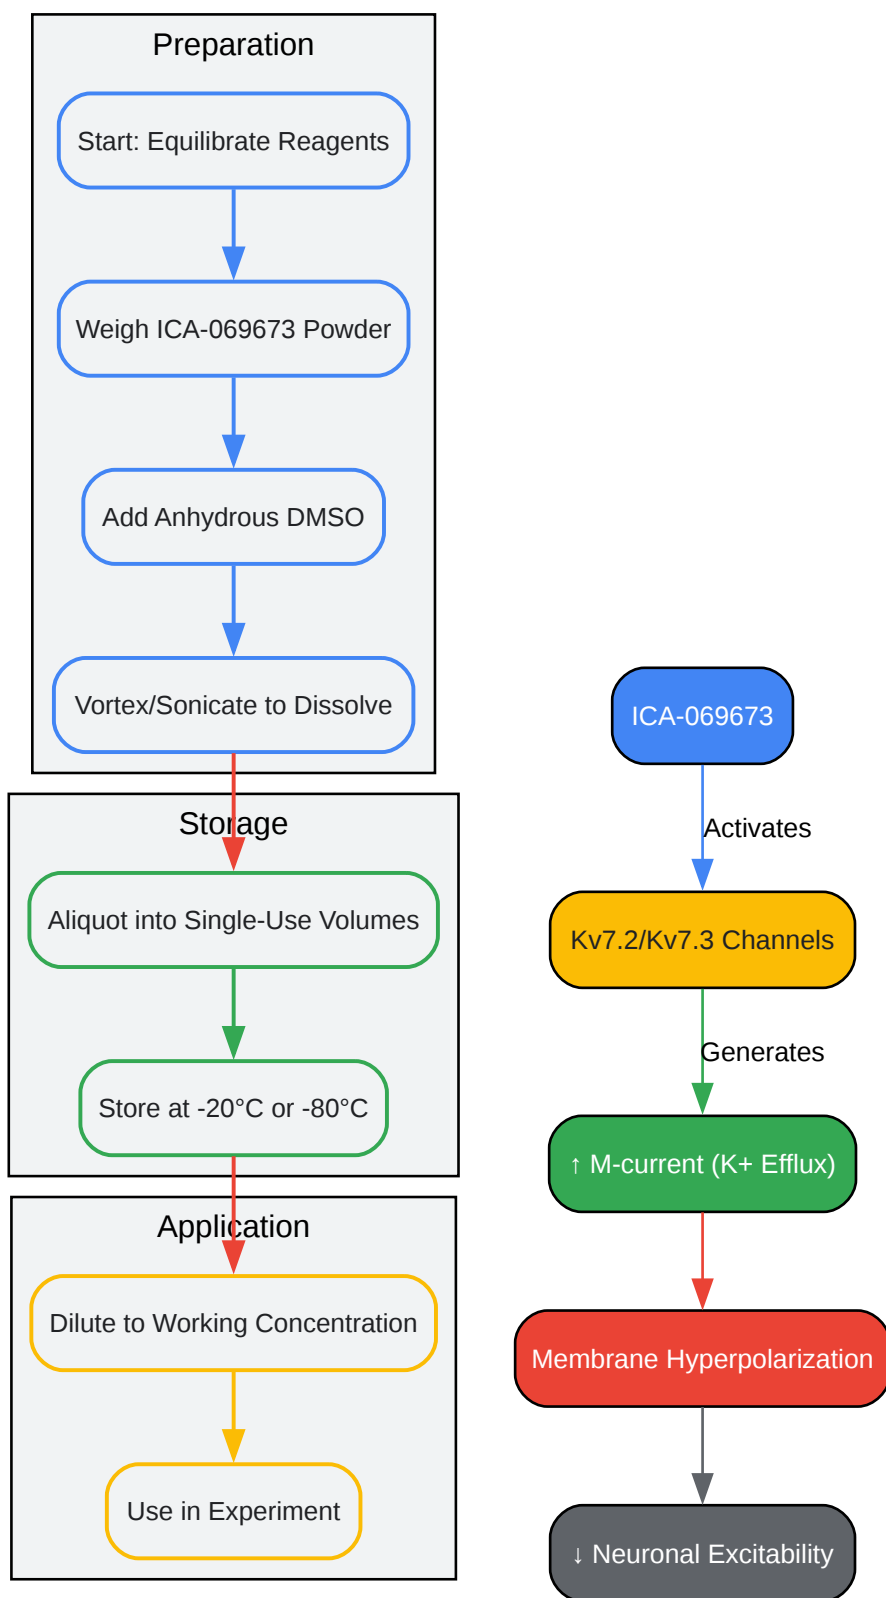 Preparation
Start: Equilibrate Reagents
Weigh ICA-069673 Powder
Add Anhydrous DMSO
Vortex/Sonicate to Dissolve
Storage
Aliquot into Single-Use Volumes
Store at -20°C or -80°C
Application
Dilute to Working Concentration
Use in Experiment
ICA-069673
Activates
Kv7.2/Kv7.3 Channels
Generates
↑ M-current (K+ Efflux)
Membrane Hyperpolarization
↓ Neuronal Excitability